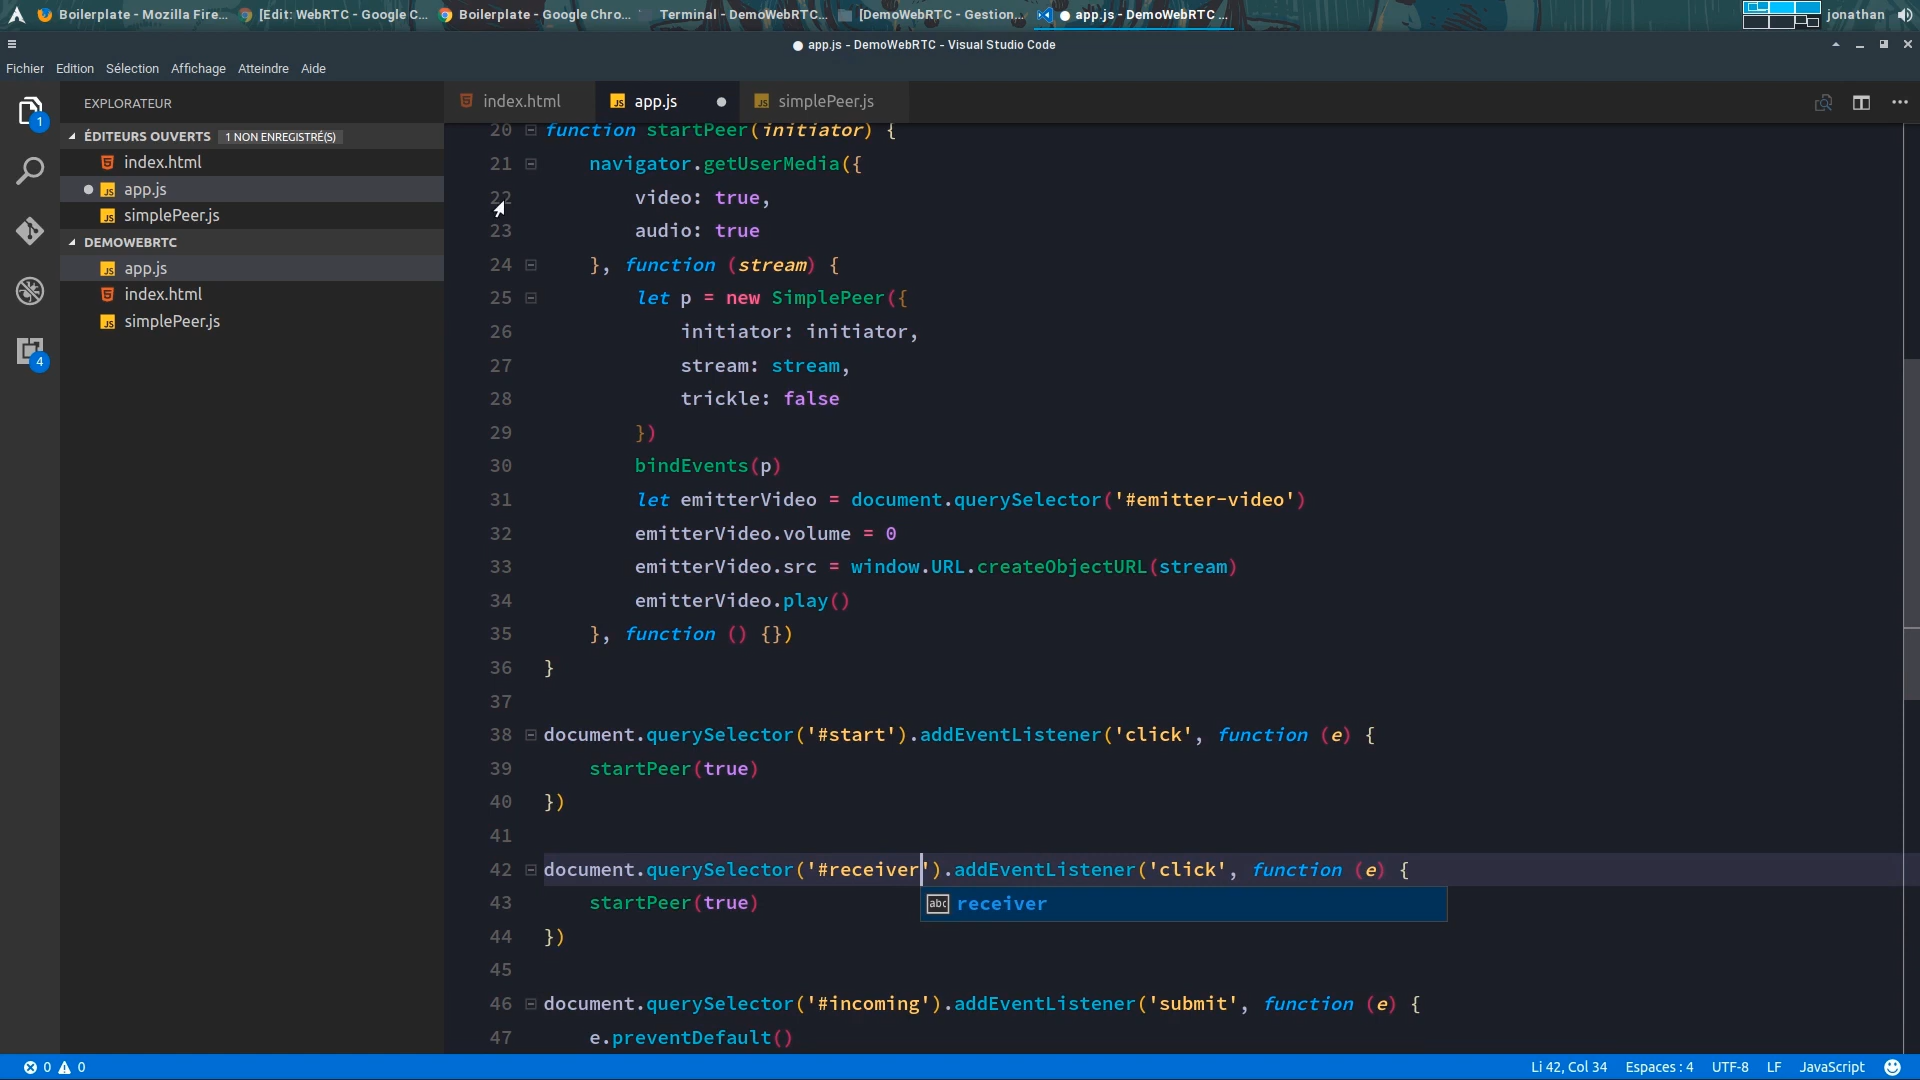 Boilerplate - Mozilla Fire...
[Edit: WebRTC - Google C...
Boilerplate - Google Chro...
Terminal - DemoWebRTC...
[DemoWebRTC - Gestion...
● app.js - DemoWebRTC ...
jonathan
● app.js - DemoWebRTC - Visual Studio Code
Fichier Edition Sélection Affichage Atteindre Aide
EXPLORATEUR
ÉDITEURS OUVERTS 1 NON ENREGISTRÉ(S)
index.html
app.js
simplePeer.js
DEMOWEBRTC
app.js
index.html
simplePeer.js
1
4
index.html
app.js
simplePeer.js
20 function startPeer(initiator) {
21 navigator.getUserMedia({
22 video: true,
23 audio: true
24 }, function (stream) {
25 let p = new SimplePeer({
26 initiator: initiator,
27 stream: stream,
28 trickle: false
29 })
30 bindEvents(p)
31 let emitterVideo = document.querySelector('#emitter-video')
32 emitterVideo.volume = 0
33 emitterVideo.src = window.URL.createObjectURL(stream)
34 emitterVideo.play()
35 }, function () {})
36 }
37
38 document.querySelector('#start').addEventListener('click', function (e) {
39 startPeer(true)
40 })
41
42 document.querySelector('#receiver').addEventListener('click', function (e) {
abc receiver
43 startPeer(true)
44 })
45
46 document.querySelector('#incoming').addEventListener('submit', function (e) {
47 e.preventDefault()
0 0
Li 42, Col 34 Espaces : 4 UTF-8 LF JavaScript